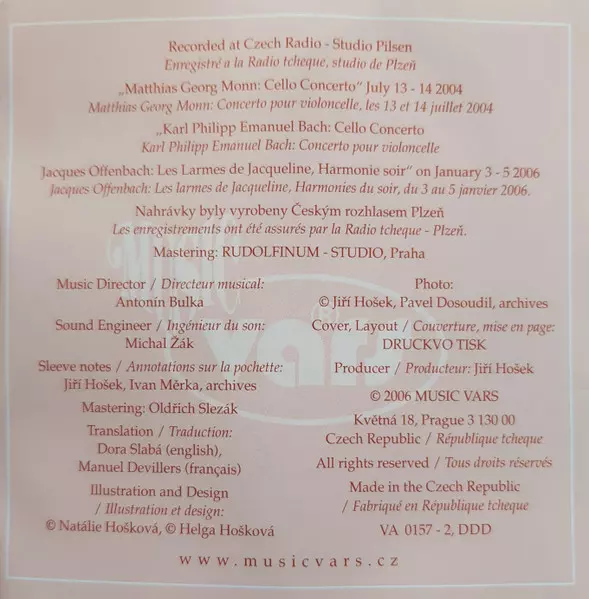 Recorded at Czech Radio - Studio Pilsen
Enregistré a la Radio tcheque, studio de Plzeň
„Matthias Georg Monn: Cello Concerto“ July 13 - 14 2004
Matthias Georg Monn: Concerto pour violoncelle, les 13 et 14 juillet 2004
„Karl Philipp Emanuel Bach: Cello Concerto
Karl Philipp Emanuel Bach: Concerto pour violoncelle
Jacques Offenbach: Les Larmes de Jacqueline, Harmonie soir“ on January 3 - 5 2006
Jacques Offenbach: Les larmes de Jacqueline, Harmonies du soir, du 3 au 5 janvier 2006.
Nahrávky byly vyrobeny Českým rozhlasem Plzeň
Les enregistrements ont été assurés par la Radio tcheque - Plzeň.
Mastering: RUDOLFINUM - STUDIO, Praha
Music Director / Directeur musical:
Antonín Bulka
Sound Engineer / Ingénieur du son:
Michal Žák
Sleeve notes / Annotations sur la pochette:
Jiří Hošek, Ivan Měrka, archives
Mastering: Oldřich Slezák
Translation / Traduction:
Dora Slabá (english),
Manuel Devillers (français)
Illustration and Design
/ Illustration et design:
© Natálie Hošková, © Helga Hošková
Photo:
© Jiří Hošek, Pavel Dosoudil, archives
Cover, Layout / Couverture, mise en page:
DRUCKVO TISK
Producer / Producteur: Jiří Hošek
© 2006 MUSIC VARS
Květná 18, Prague 3 130 00
Czech Republic / République tcheque
All rights reserved / Tous droits réservés
Made in the Czech Republic
/ Fabriqué en République tcheque
VA 0157 - 2, DDD
www.musicvars.cz
MUSIC
vars ®